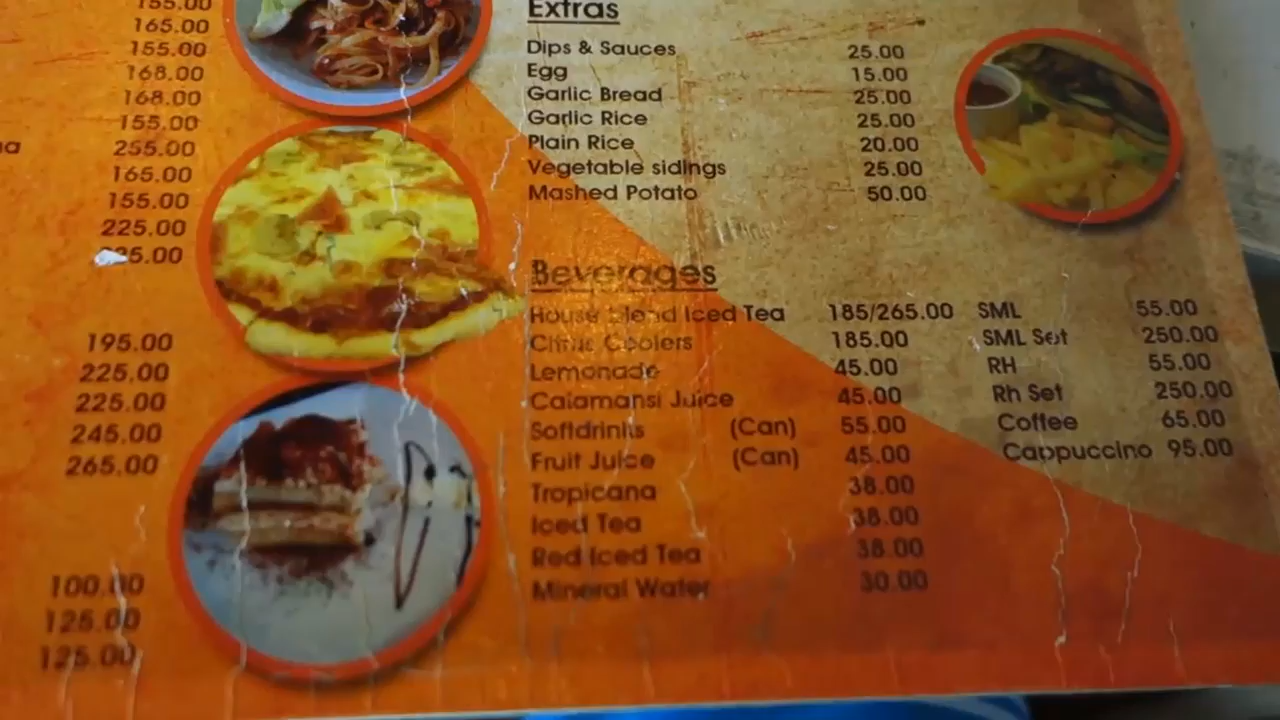 155.00
165.00
155.00
168.00
168.00
155.00
255.00
165.00
155.00
225.00
195.00
225.00
225.00
245.00
265.00
100.00
125.00
125.00
Extras
Dips & Sauces 25.00
Egg 15.00
Garlic Bread 25.00
Garlic Rice 25.00
Plain Rice 20.00
Vegetable sidings 25.00
Mashed Potato 50.00
Beverages
House Blend Iced Tea 185/265.00 SML 55.00
Citrus Coolers 185.00 SML Set 250.00
Lemonade 45.00 RH 55.00
Calamansi Juice 45.00 Rh Set 250.00
Softdrinks (Can) 55.00 Coffee 65.00
Fruit Juice (Can) 45.00 Cappuccino 95.00
Tropicana 38.00
Iced Tea 38.00
Red Iced Tea 38.00
Mineral Water 30.00